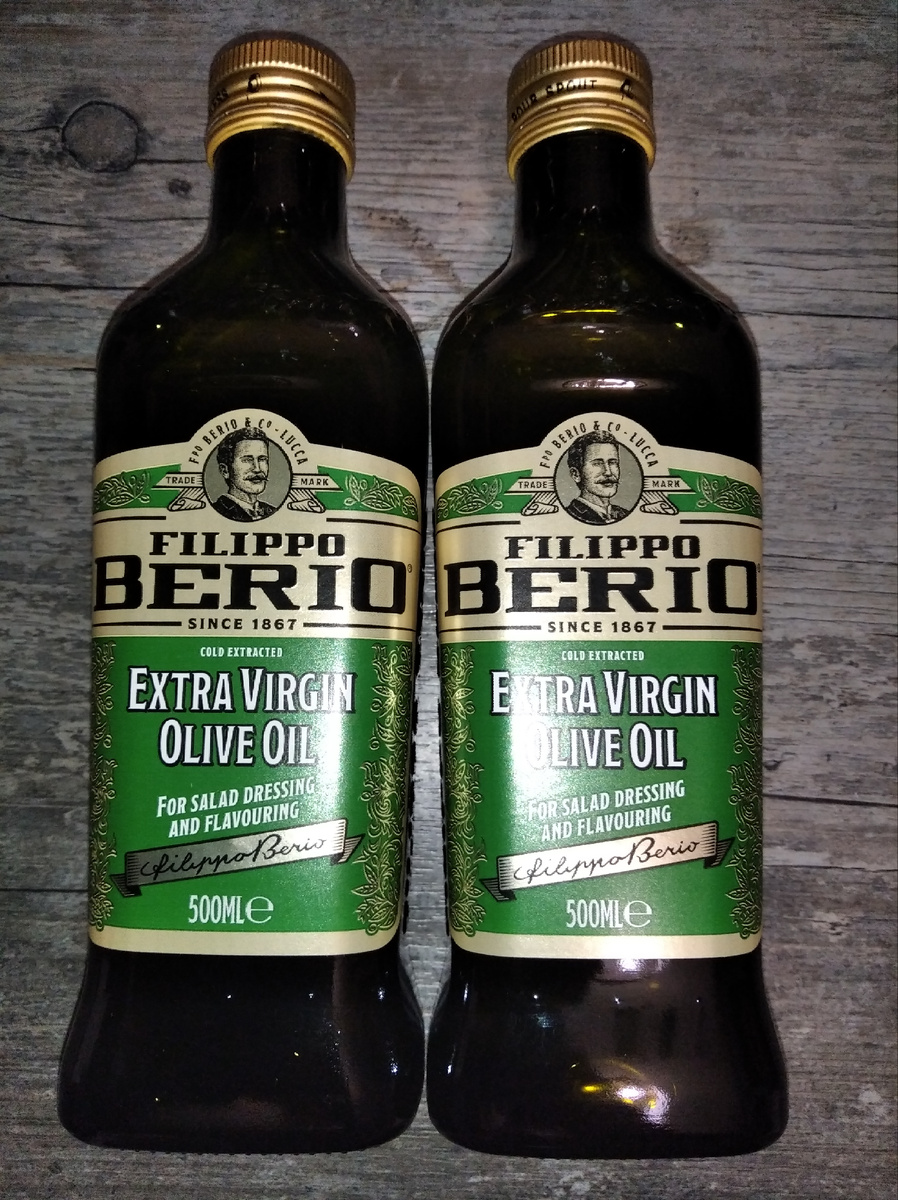 POUR SPOUT
FPO BERIO & CO - LUCCA
TRADE MARK
FILIPPO
BERIO®
SINCE 1867
COLD EXTRACTED
EXTRA VIRGIN
OLIVE OIL
FOR SALAD DRESSING
AND FLAVOURING
Filippo Berio
500ML℮
FPO BERIO & CO - LUCCA
TRADE MARK
FILIPPO
BERIO®
SINCE 1867
COLD EXTRACTED
EXTRA VIRGIN
OLIVE OIL
FOR SALAD DRESSING
AND FLAVOURING
Filippo Berio
500ML℮